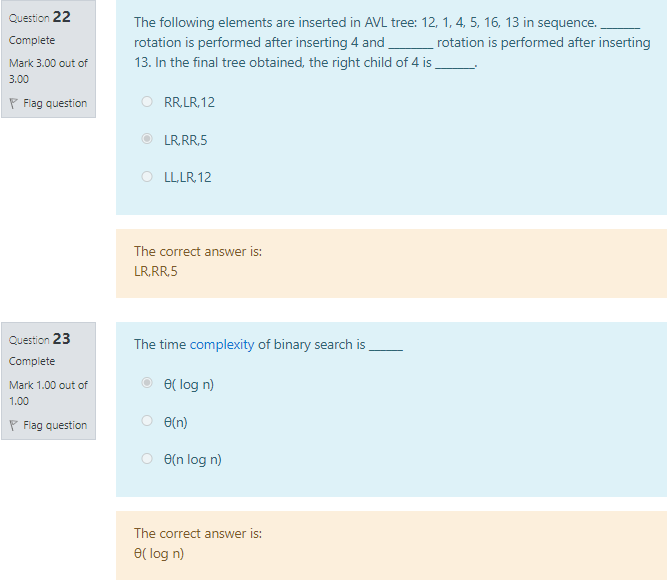 Question 22
Complete
Mark 3.00 out of
3.00
Flag question
The following elements are inserted in AVL tree: 12, 1, 4, 5, 16, 13 in sequence. ______
rotation is performed after inserting 4 and _______ rotation is performed after inserting
13. In the final tree obtained, the right child of 4 is ______.
RR,LR,12
LR,RR,5
LL,LR,12
The correct answer is:
LR,RR,5
Question 23
Complete
Mark 1.00 out of
1.00
Flag question
The time complexity of binary search is _____
θ( log n)
θ(n)
θ(n log n)
The correct answer is:
θ( log n)